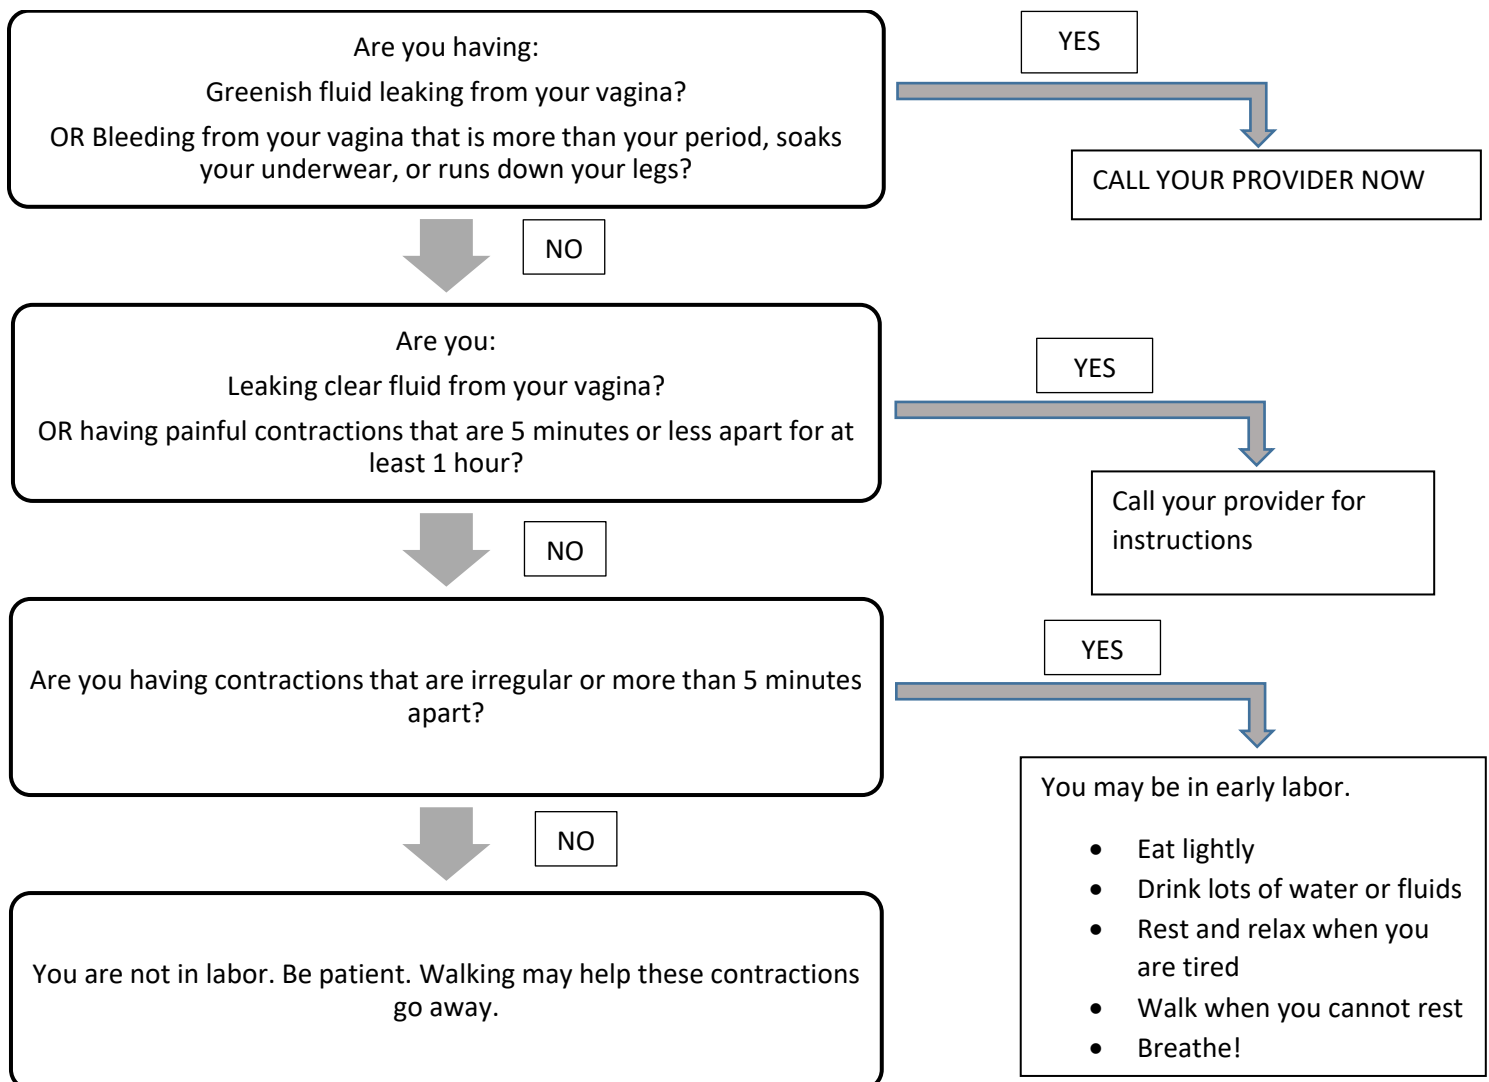 Are you having:
Greenish fluid leaking from your vagina?
OR Bleeding from your vagina that is more than your period, soaks
your underwear, or runs down your legs?
YES
CALL YOUR PROVIDER NOW
NO
Are you:
Leaking clear fluid from your vagina?
OR having painful contractions that are 5 minutes or less apart for at
least 1 hour?
YES
Call your provider for
instructions
NO
Are you having contractions that are irregular or more than 5 minutes
apart?
YES
You may be in early labor.
• Eat lightly
• Drink lots of water or fluids
• Rest and relax when you
are tired
• Walk when you cannot rest
• Breathe!
NO
You are not in labor. Be patient. Walking may help these contractions
go away.